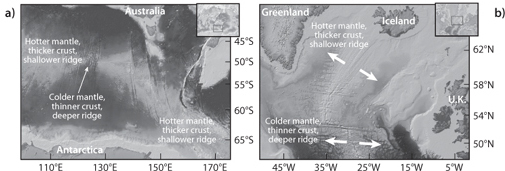 a)
Australia
Hotter mantle,
thicker crust,
shallower ridge
Colder mantle,
thinner crust,
deeper ridge
Hotter mantle,
thicker crust,
shallower ridge
Antarctica
45°S
50°S
55°S
60°S
65°S
110°E
130°E
150°E
170°E
b)
Greenland
Iceland
Hotter mantle,
thicker crust,
shallower ridge
U.K.
Colder mantle,
thinner crust,
deeper ridge
62°N
58°N
54°N
50°N
45°W
35°W
25°W
15°W
5°W